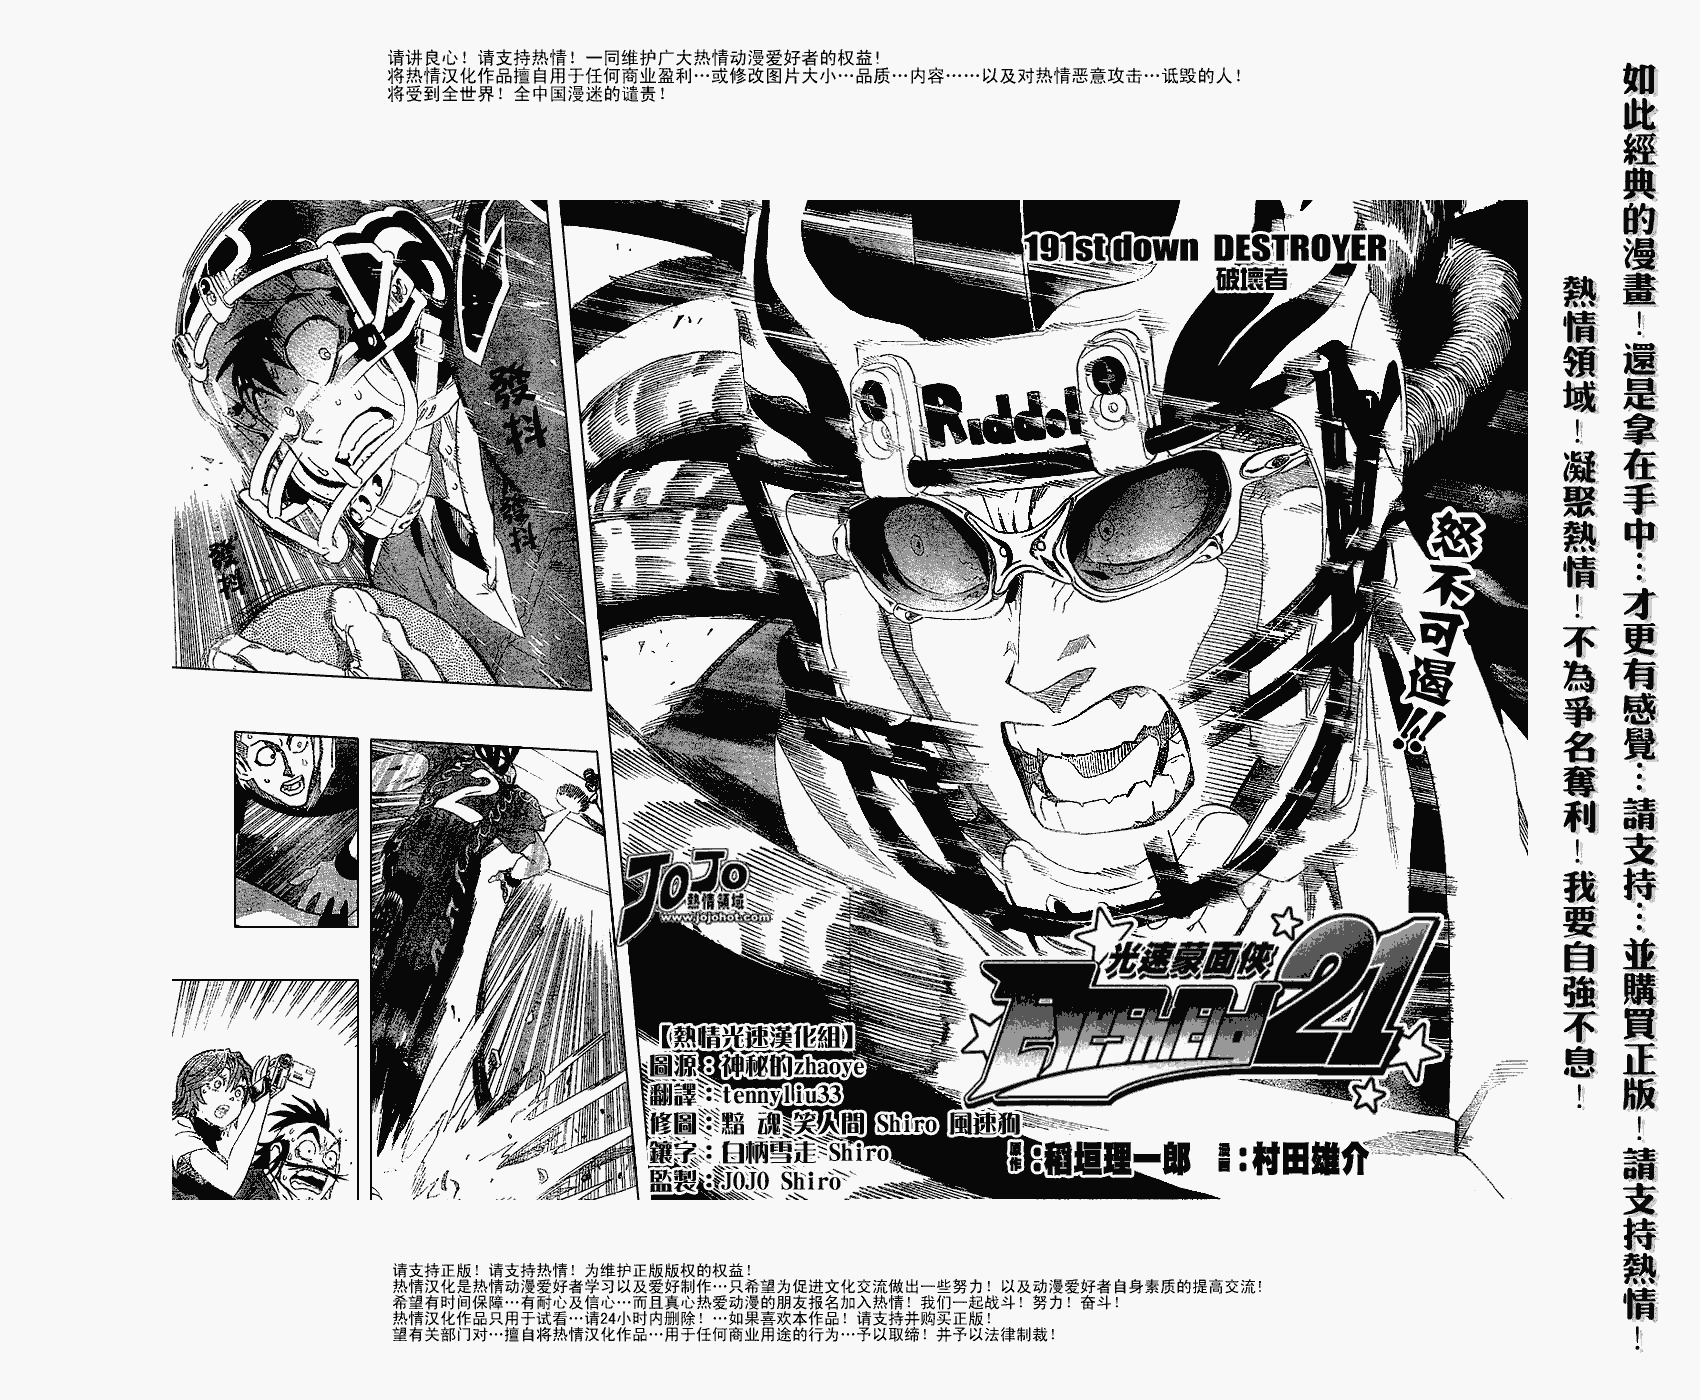 请讲良心！请支持热情！一同维护广大热情动漫爱好者的权益！
将热情汉化作品擅自用于任何商业盈利…或修改图片大小…品质…内容……以及对热情恶意攻击…诋毁的人！
将受到全世界！全中国漫迷的谴责！
如此經典的漫畫！還是拿在手中…才更有感覺…請支持…並購買正版！請支持熱情！
熱情領域！凝聚熱情！不為爭名奪利！我要自強不息！
191st down DESTROYER
破壞者
Riddel
怒不可遏!!
發抖
發抖
發抖
2
JOJO
熱情領域
www.jojohot.com
光速蒙面俠
EYESHIELD 21
【熱情光速漢化組】
圖源：神秘的zhaoye
翻譯：tennyliu33
修圖：黯 魂 笑人間 Shiro 風速狗
鑲字：白柄雪走 Shiro
監製：JOJO Shiro
原作：稻垣理一郎 漫画：村田雄介
请支持正版！请支持热情！为维护正版版权的权益！
热情汉化是热情动漫爱好者学习以及爱好制作…只希望为促进文化交流做出一些努力！以及动漫爱好者自身素质的提高交流！
希望有时间保障…有耐心及信心…而且真心热爱动漫的朋友报名加入热情！我们一起战斗！努力！奋斗！
热情汉化作品只用于试看…请24小时内删除！…如果喜欢本作品！请支持并购买正版！
望有关部门对…擅自将热情汉化作品…用于任何商业用途的行为…予以取缔！并予以法律制裁！